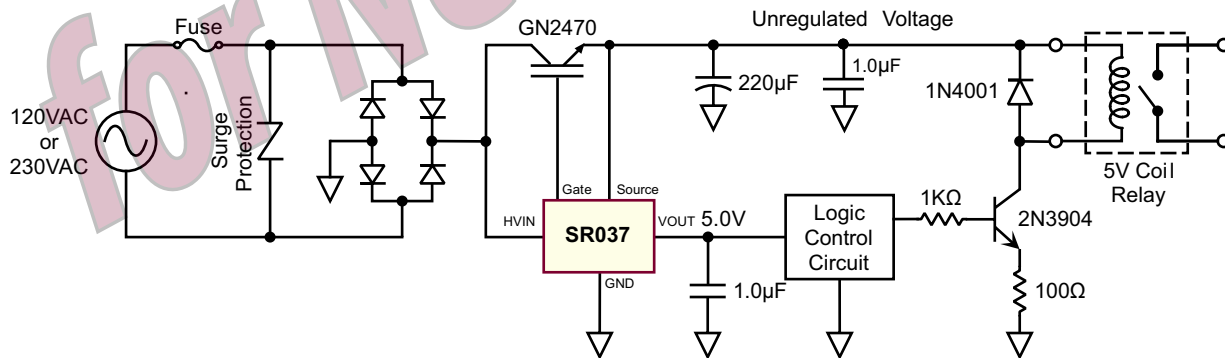 for N
Fuse
120VAC
or
230VAC
Surge
Protection
GN2470
Unregulated Voltage
220µF
1.0µF
1N4001
5V Coil
Relay
Gate
Source
HVIN
SR037
VOUT 5.0V
GND
1.0µF
Logic
Control
Circuit
1KΩ
2N3904
100Ω